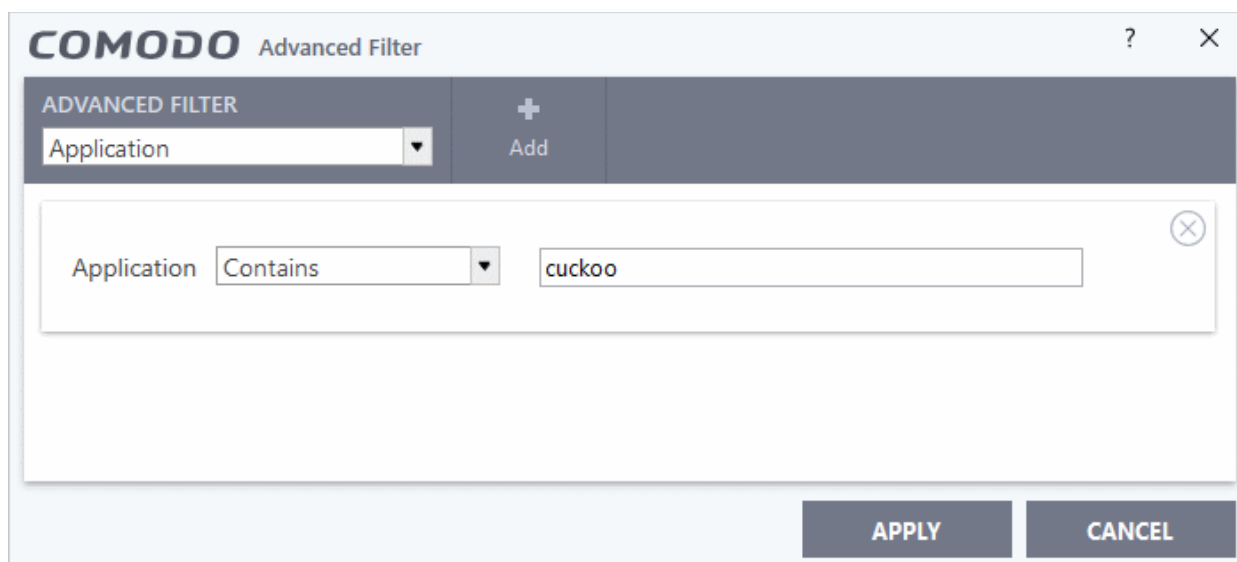 COMODO Advanced Filter ?
ADVANCED FILTER
Application
Add
Application Contains cuckoo
APPLY CANCEL